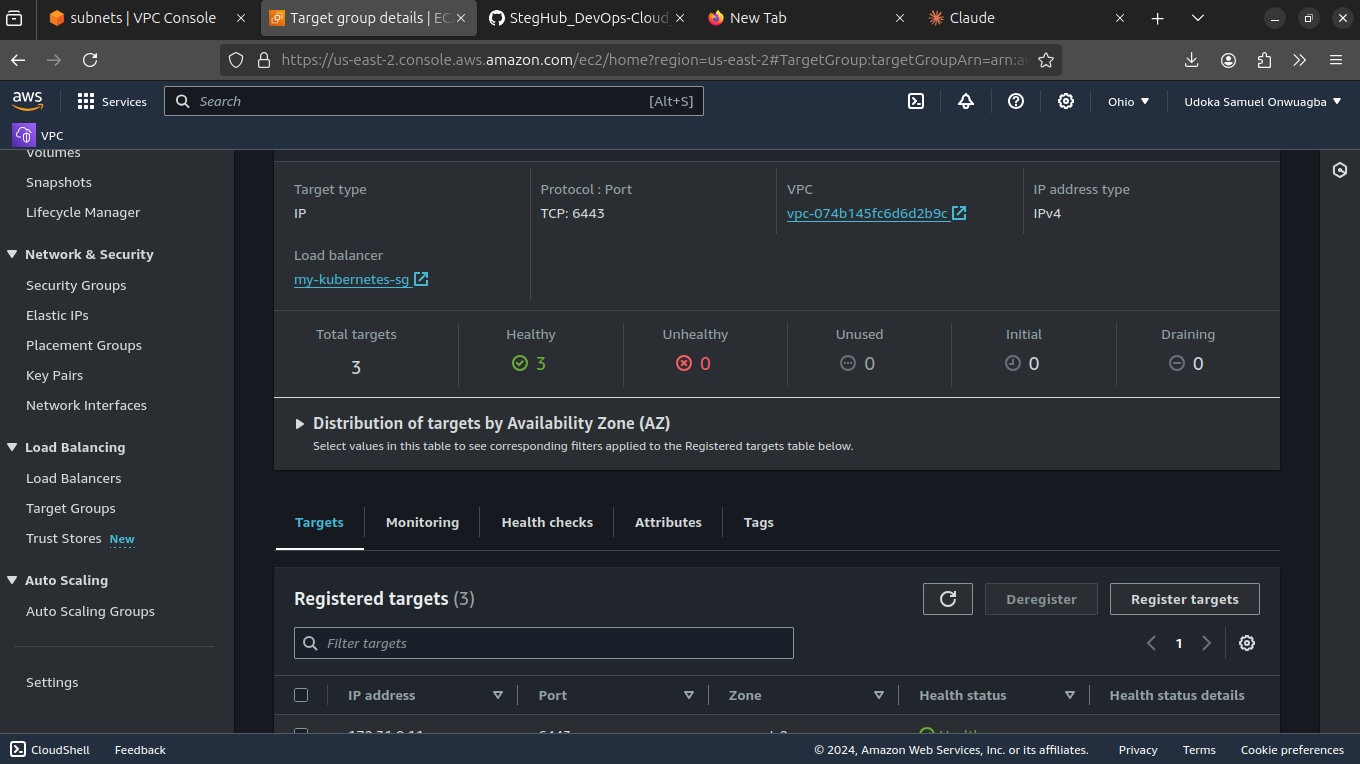 subnets | VPC Console
Target group details | EC
StegHub_DevOps-Cloud_
New Tab
Claude
https://us-east-2.console.aws.amazon.com/ec2/home?region=us-east-2#TargetGroup:targetGroupArn=arn:aw
aws
Services
Search
[Alt+S]
Ohio
Udoka Samuel Onwuagba
VPC
Volumes
Snapshots
Lifecycle Manager
Network & Security
Security Groups
Elastic IPs
Placement Groups
Key Pairs
Network Interfaces
Load Balancing
Load Balancers
Target Groups
Trust Stores New
Auto Scaling
Auto Scaling Groups
Settings
Target type
IP
Protocol : Port
TCP: 6443
VPC
vpc-074b145fc6d6d2b9c
IP address type
IPv4
Load balancer
my-kubernetes-sg
Total targets
3
Healthy
3
Unhealthy
0
Unused
0
Initial
0
Draining
0
Distribution of targets by Availability Zone (AZ)
Select values in this table to see corresponding filters applied to the Registered targets table below.
Targets
Monitoring
Health checks
Attributes
Tags
Registered targets (3)
Deregister
Register targets
Filter targets
1
IP address
Port
Zone
Health status
Health status details
CloudShell
Feedback
© 2024, Amazon Web Services, Inc. or its affiliates.
Privacy
Terms
Cookie preferences